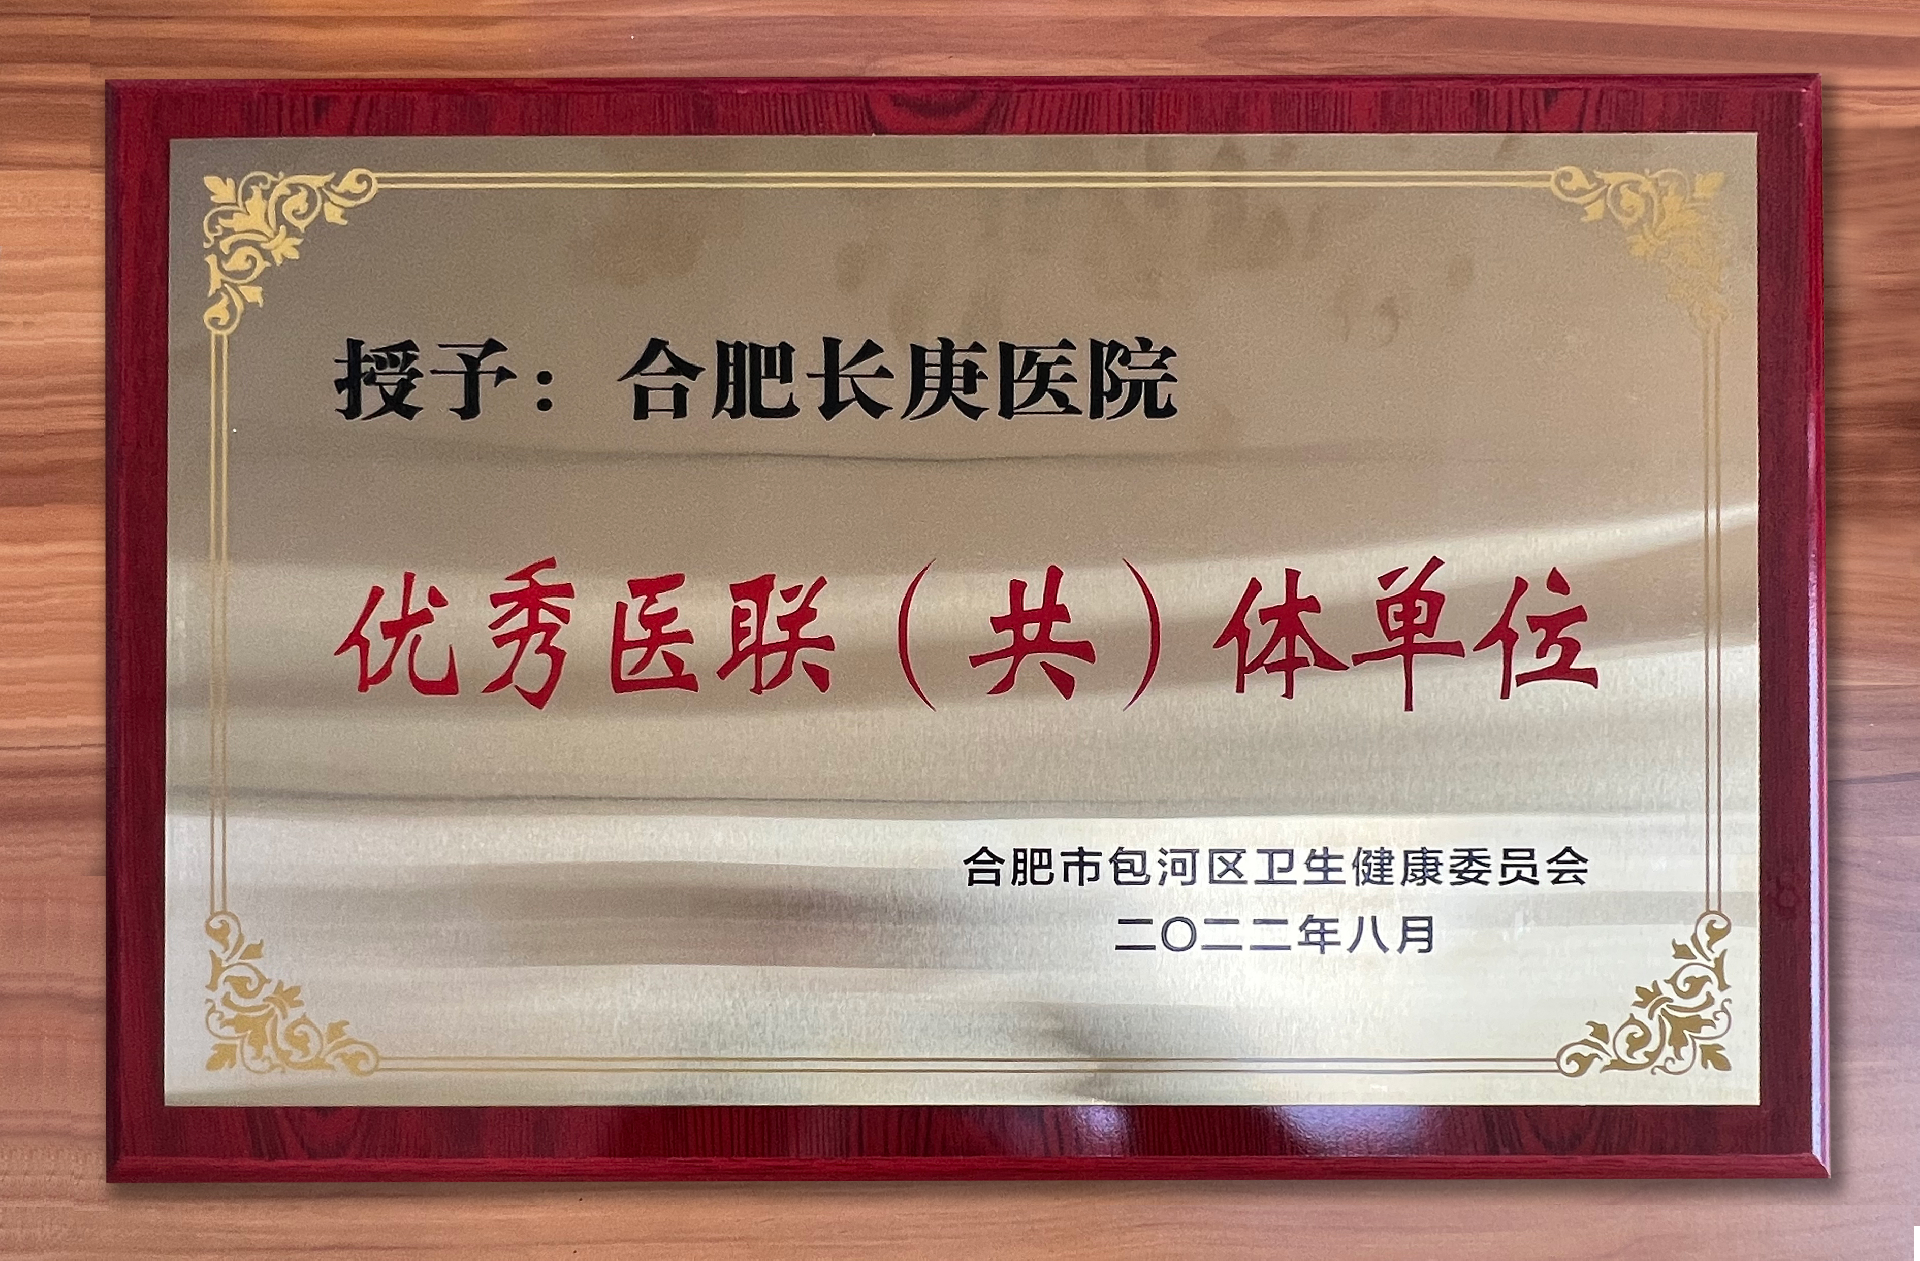 授予：合肥长庚医院
优秀医联（共）体单位
合肥市包河区卫生健康委员会
二〇二二年八月